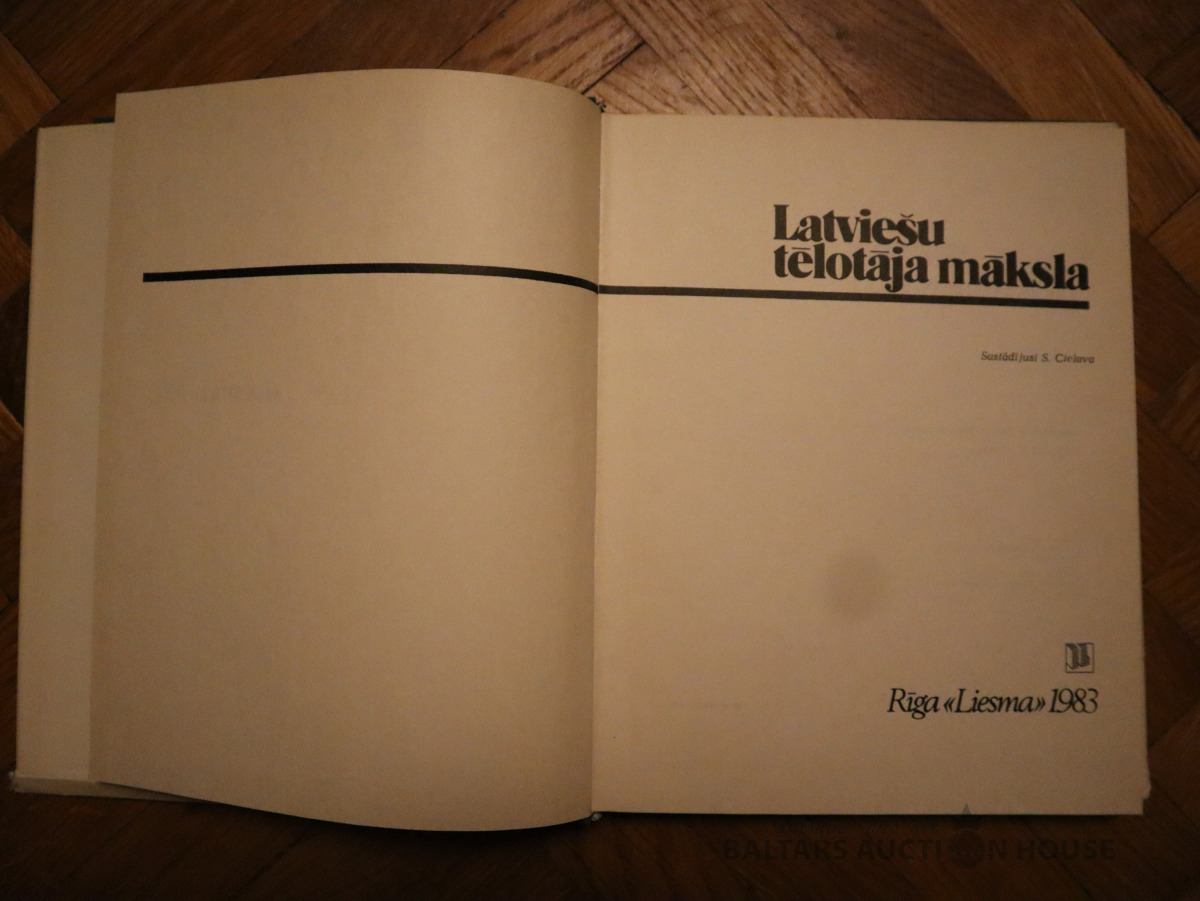 Latviešu
tēlotāja māksla
Sastādījusi S. Cielava
Rīga «Liesma» 1983
BALTARS AUCTION HOUSE